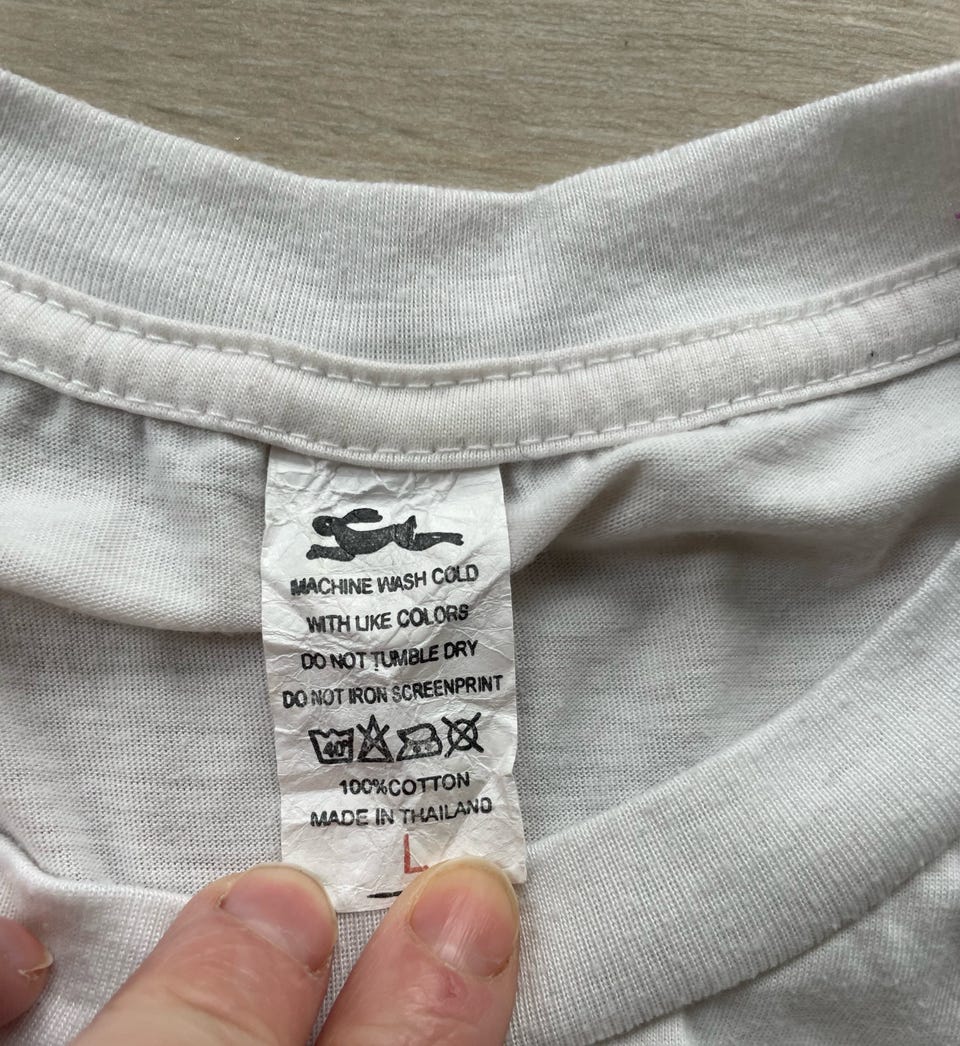 MACHINE WASH COLD
WITH LIKE COLORS
DO NOT TUMBLE DRY
DO NOT IRON SCREENPRINT
40°
100%COTTON
MADE IN THAILAND
L